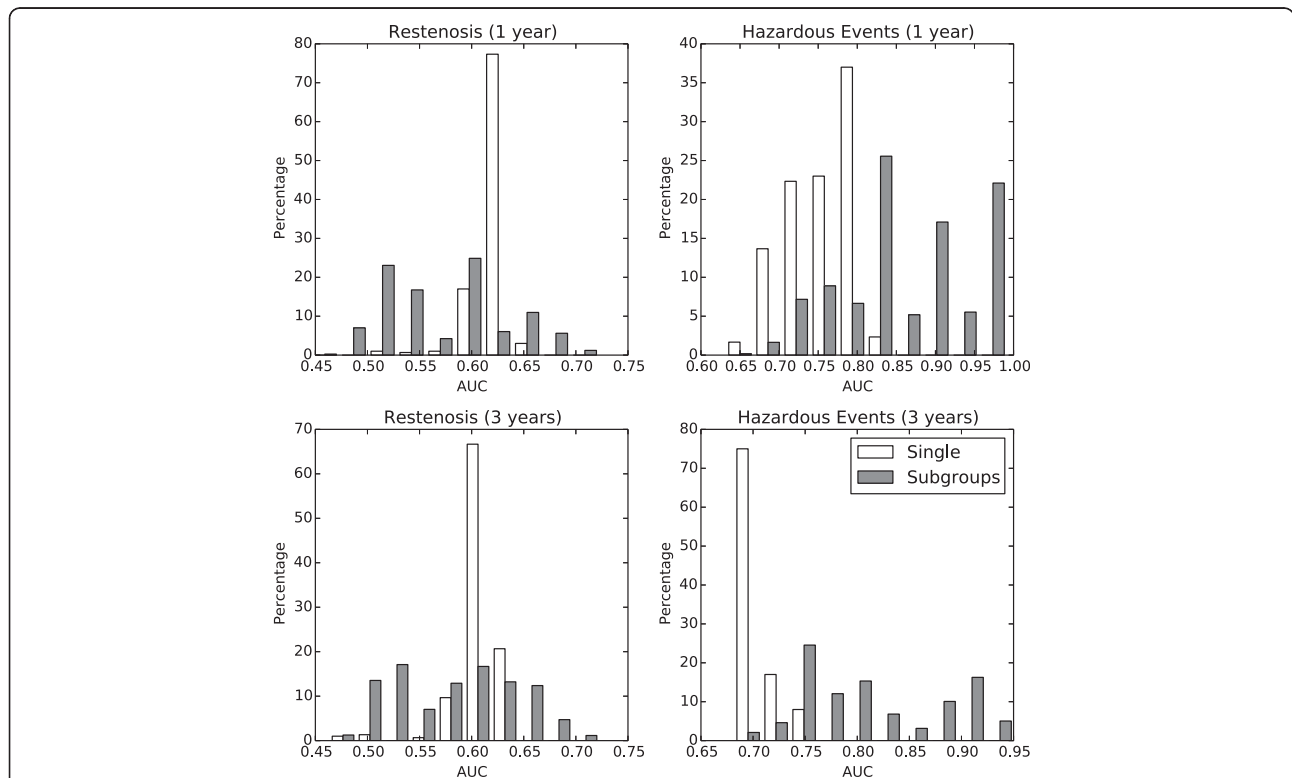 Restenosis (1 year)
80
70
60
50
40
30
20
10
0
Percentage
0.45 0.50 0.55 0.60 0.65 0.70 0.75
AUC
Hazardous Events (1 year)
40
35
30
25
20
15
10
5
0
Percentage
0.60 0.65 0.70 0.75 0.80 0.85 0.90 0.95 1.00
AUC
Restenosis (3 years)
70
60
50
40
30
20
10
0
Percentage
0.45 0.50 0.55 0.60 0.65 0.70 0.75
AUC
Hazardous Events (3 years)
80
70
60
50
40
30
20
10
0
Percentage
Single
Subgroups
0.65 0.70 0.75 0.80 0.85 0.90 0.95
AUC